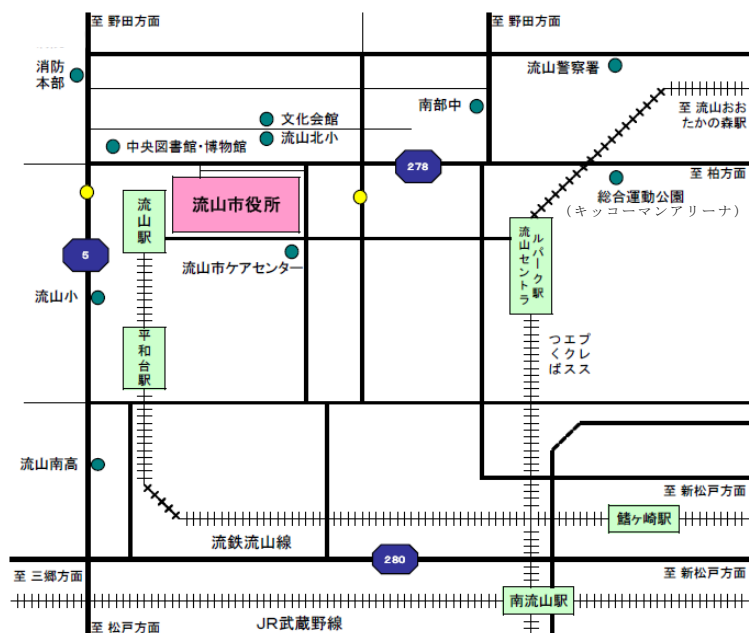 至 野田方面
至 野田方面
消防
本部
流山警察署
南部中
至 流山おお
たかの森駅
文化会館
流山北小
中央図書館・博物館
278
至 柏方面
総合運動公園
(キッコーマンアリーナ)
流山駅
流山市役所
流山セントラ
ルパーク駅
5
流山市ケアセンター
流山小
平和台駅
つくば
エクス
プレス
流山南高
至 新松戸方面
鰭ヶ崎駅
流鉄流山線
280
至 三郷方面
至 新松戸方面
南流山駅
至 松戸方面
JR武蔵野線